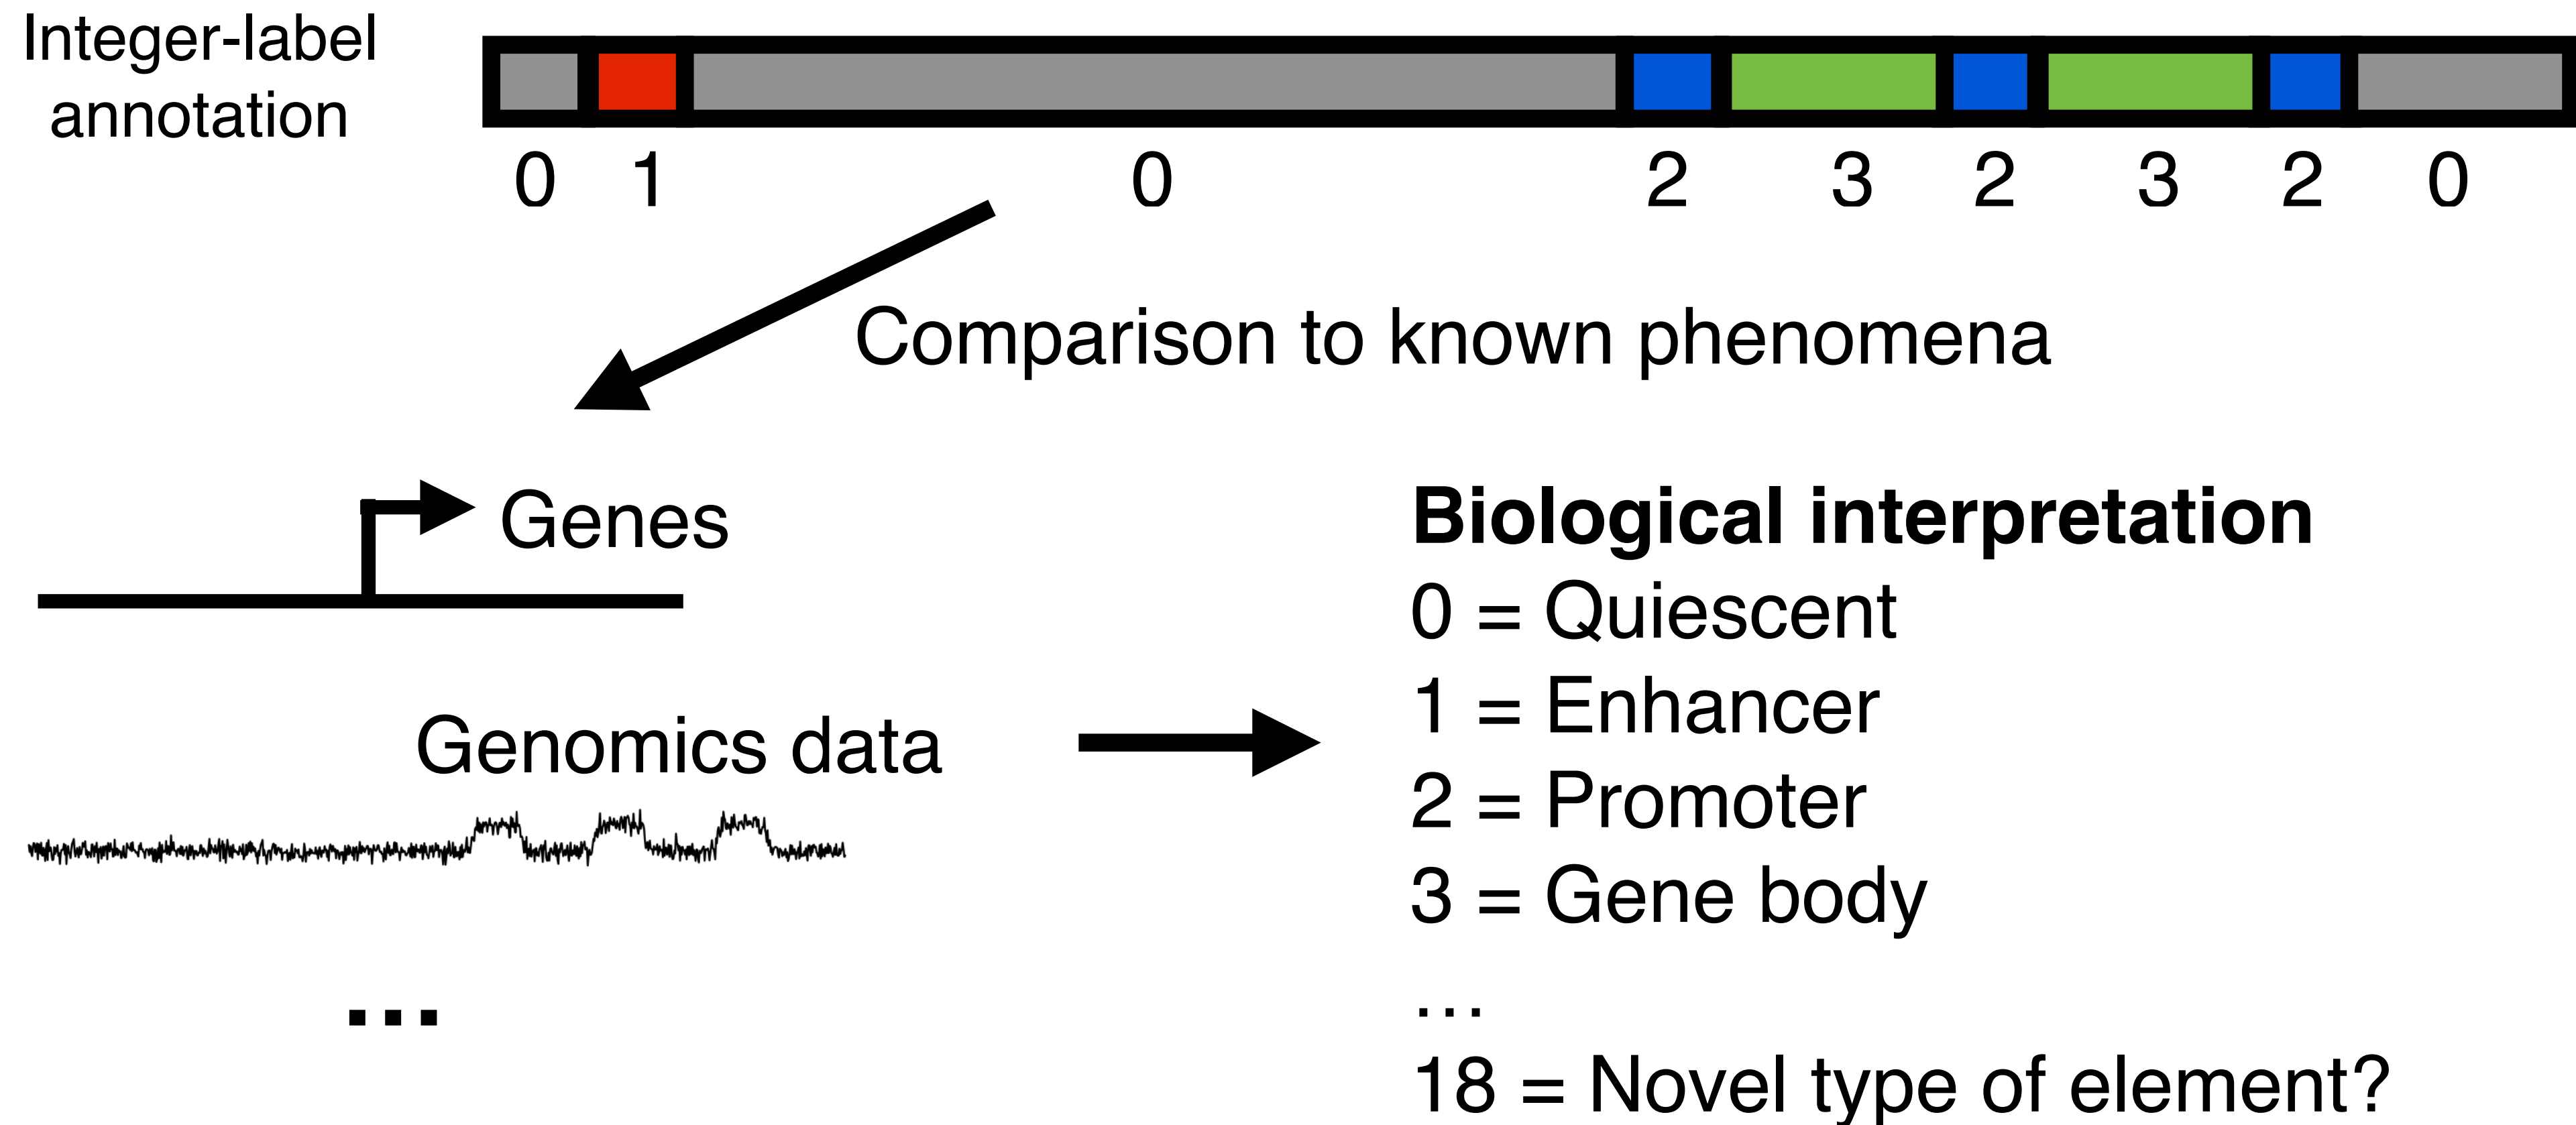 Integer-label
annotation
0 1 0 2 3 2 3 2 0
Comparison to known phenomena
Genes
Genomics data
...
Biological interpretation
0 = Quiescent
1 = Enhancer
2 = Promoter
3 = Gene body
...
18 = Novel type of element?